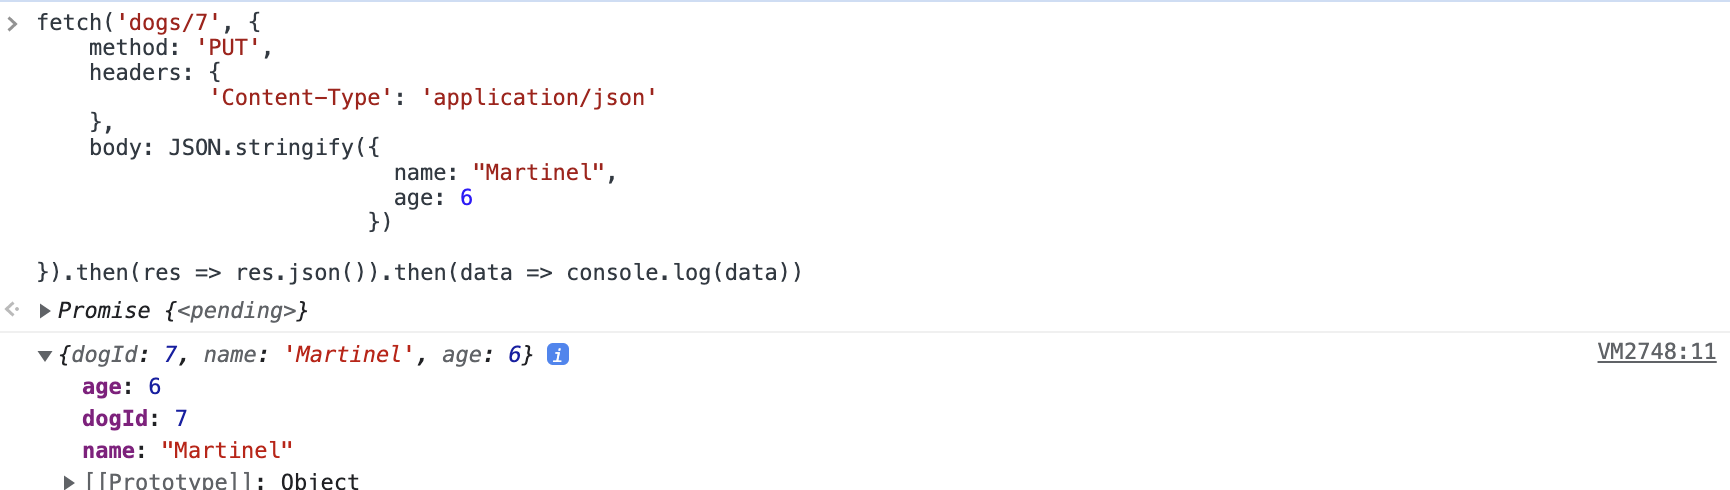 fetch('dogs/7', {
method: 'PUT',
headers: {
'Content-Type': 'application/json'
},
body: JSON.stringify({
name: "Martinel",
age: 6
})
}).then(res => res.json()).then(data => console.log(data))
Promise {<pending>}
{dogId: 7, name: 'Martinel', age: 6} i VM2748:11
age: 6
dogId: 7
name: "Martinel"
[[Prototype]]: Object